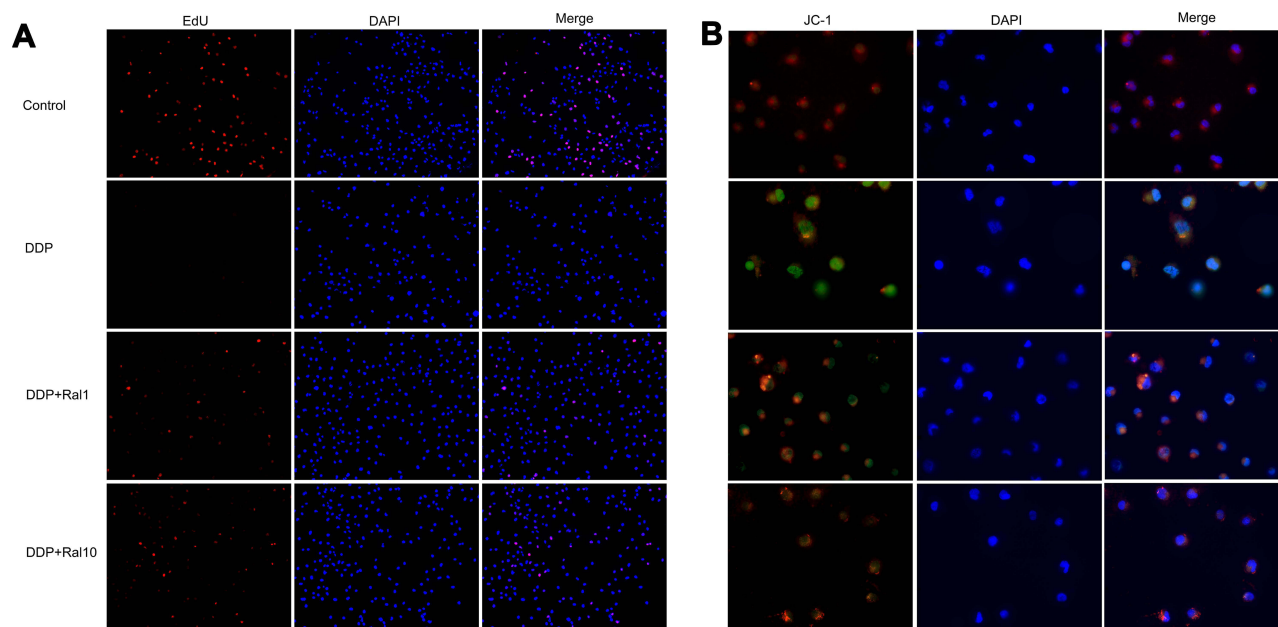 A
EdU
DAPI
Merge
Control
DDP
DDP+Ral1
DDP+Ral10
B
JC-1
DAPI
Merge